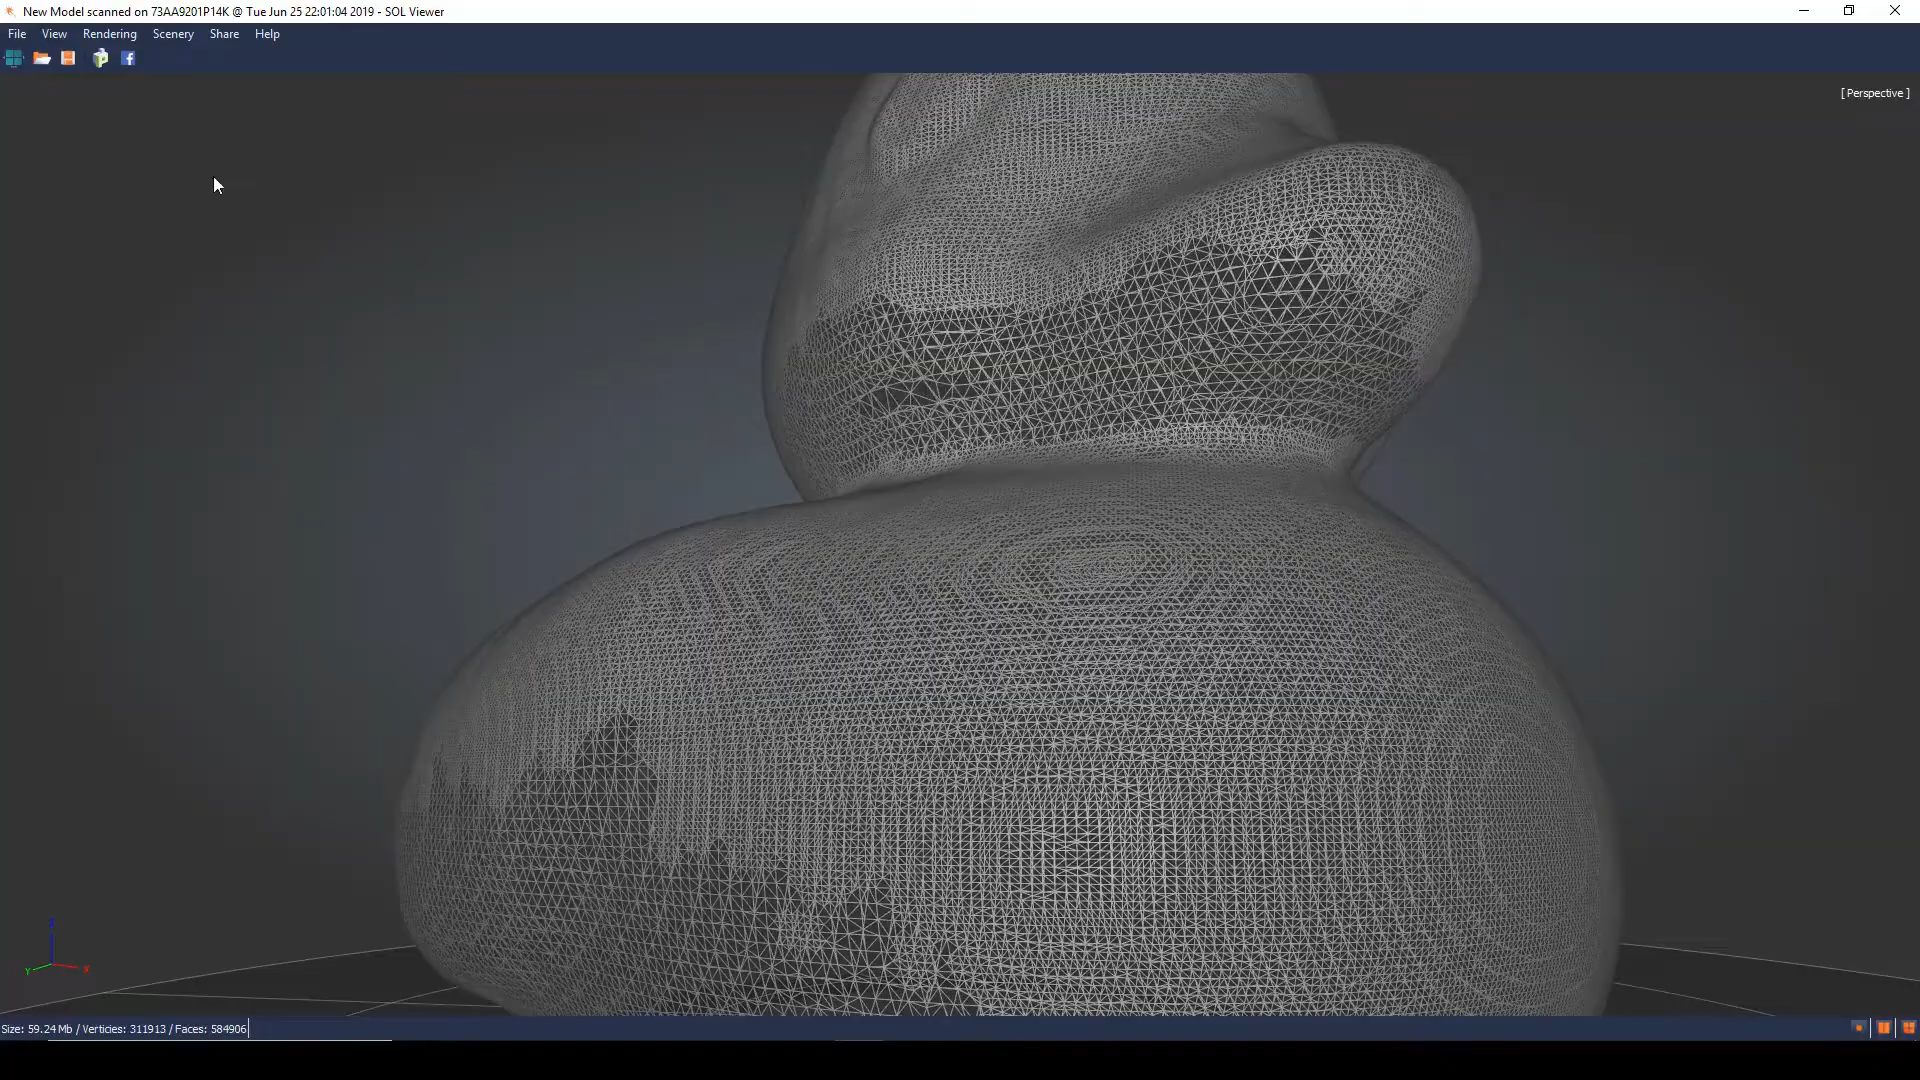 New Model scanned on 73AA9201P14K @ Tue Jun 25 22:01:04 2019 - SOL Viewer
File View Rendering Scenery Share Help
[ Perspective ]
Z
Y X
Size: 59.24 Mb / Verticies: 311913 / Faces: 584906